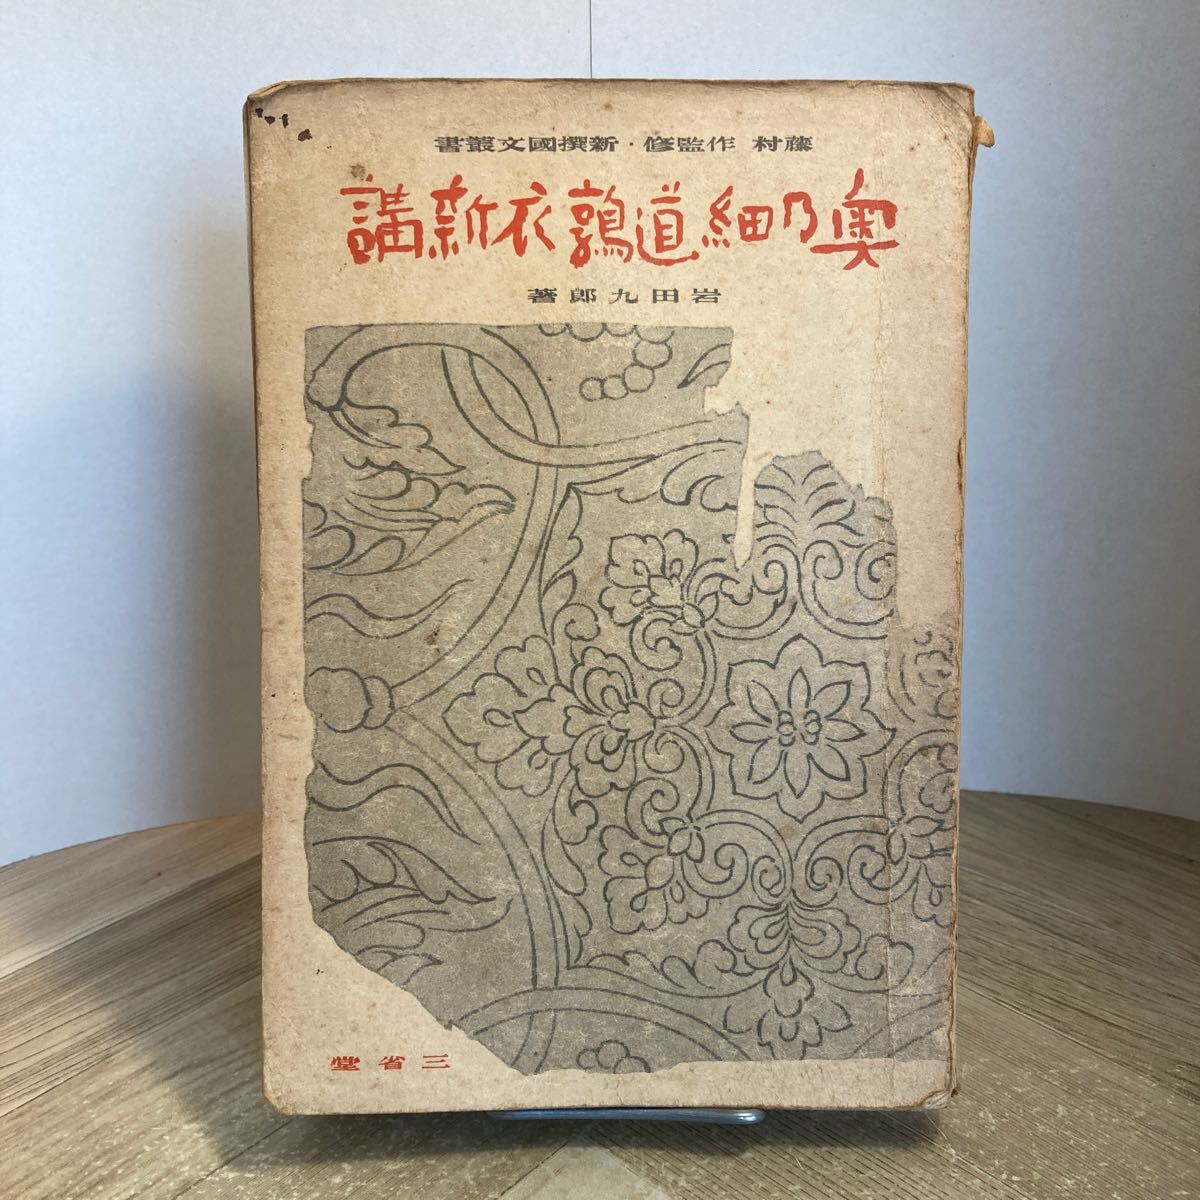 藤村 作監修・新撰國文叢書
奥乃細道鶉衣新講
岩田九郎著
三省堂